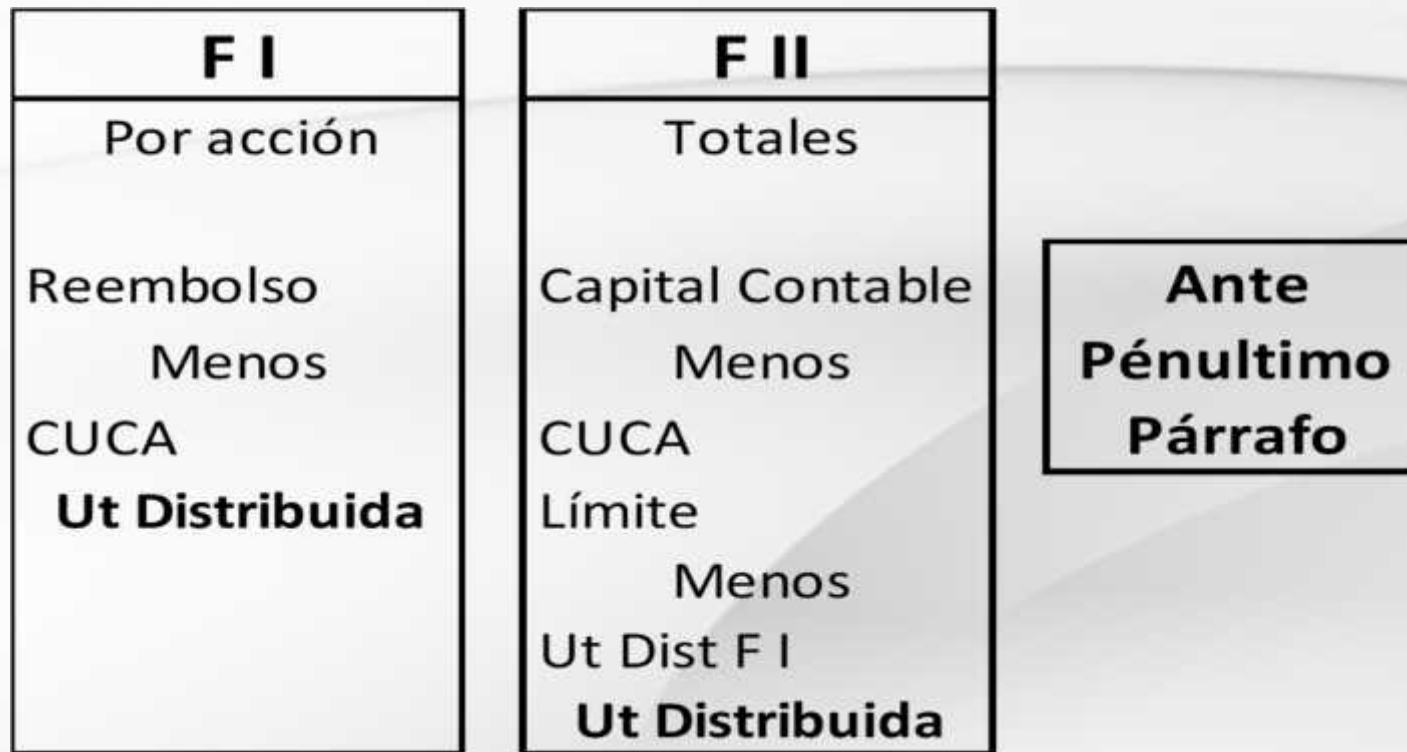 F I
Por acción
Reembolso
Menos
CUCA
Ut Distribuida
F II
Totales
Capital Contable
Menos
CUCA
Límite
Menos
Ut Dist F I
Ut Distribuida
Ante
Pénultimo
Párrafo